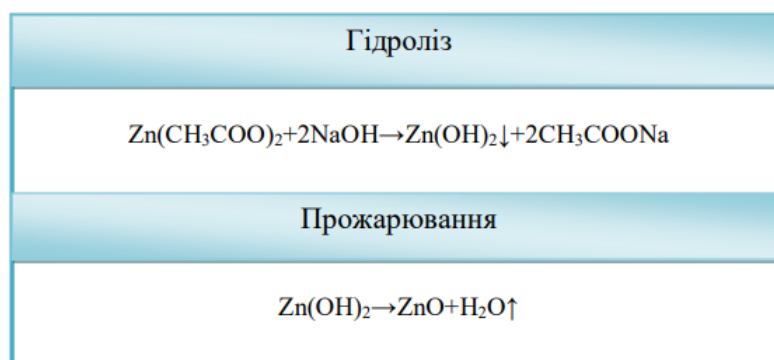 Гідроліз
Zn(CH₃COO)₂+2NaOH→Zn(OH)₂↓+2CH₃COONa
Прожарювання
Zn(OH)₂→ZnO+H₂O↑